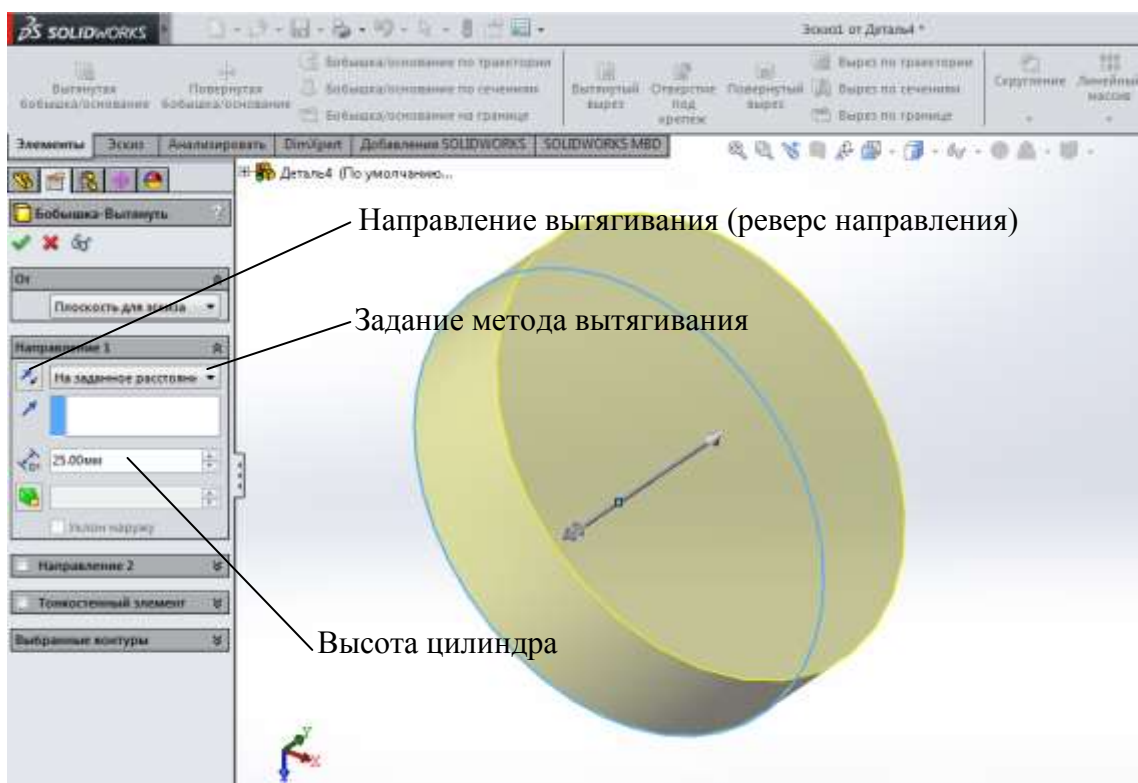 SOLIDWORKS
Эскиз1 от Деталь4 *
Вытянутая
бобышка/основание
Повернутая
бобышка/основание
Бобышка/основание по траектории
Бобышка/основание по сечениям
Бобышка/основание на границе
Вытянутый
вырез
Отверстие
под
крепеж
Повернутый
вырез
Вырез по траектории
Вырез по сечениям
Вырез по границе
Скругление
Линейный
массив
Элементы Эскиз Анализировать DimXpert Добавления SOLIDWORKS SOLIDWORKS MBD
Деталь4 (По умолчанию...
Бобышка-Вытянуть ?
Направление вытягивания (реверс направления)
От
Плоскость для эскиза
Задание метода вытягивания
Направление 1
На заданное расстояни
D1
25.00мм
Уклон наружу
Направление 2
Тонкостенный элемент
Выбранные контуры
Высота цилиндра
Y
X